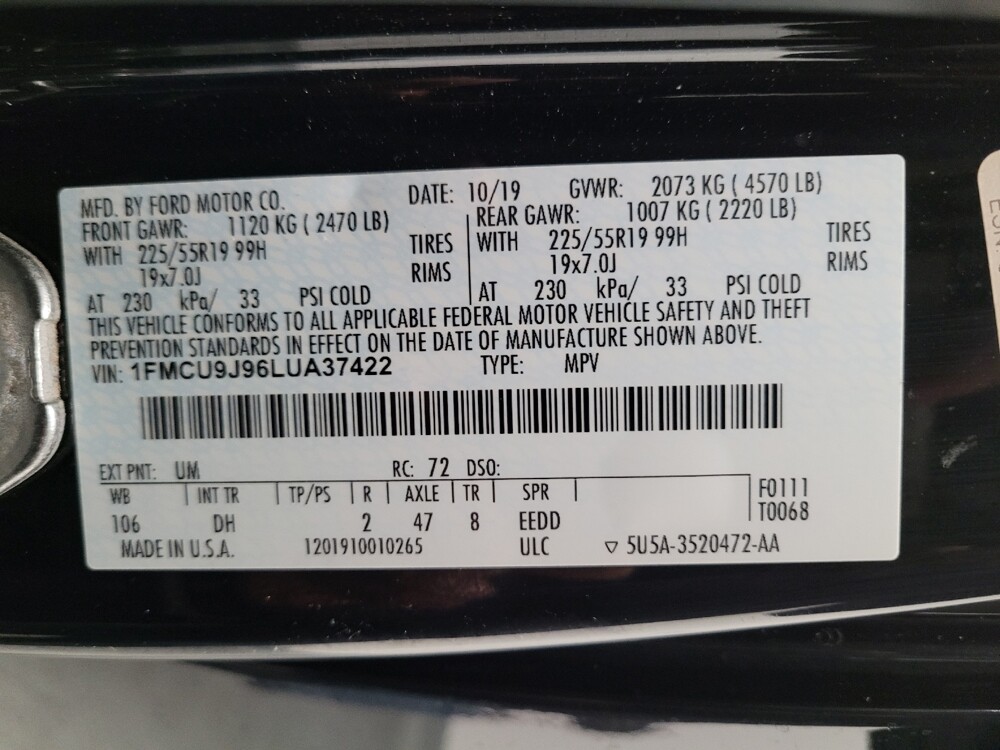 MFD. BY FORD MOTOR CO. DATE: 10/19 GVWR: 2073 KG ( 4570 LB)
FRONT GAWR: 1120 KG ( 2470 LB) REAR GAWR: 1007 KG ( 2220 LB)
WITH 225/55R19 99H TIRES WITH 225/55R19 99H TIRES
19x7.0J RIMS 19x7.0J RIMS
AT 230 kPa/ 33 PSI COLD AT 230 kPa/ 33 PSI COLD
THIS VEHICLE CONFORMS TO ALL APPLICABLE FEDERAL MOTOR VEHICLE SAFETY AND THEFT
PREVENTION STANDARDS IN EFFECT ON THE DATE OF MANUFACTURE SHOWN ABOVE.
VIN: 1FMCU9J96LUA37422 TYPE: MPV
EXT PNT: UM RC: 72 DSO:
WB INT TR TP/PS R AXLE TR SPR F0111
106 DH 2 47 8 EEDD T0068
MADE IN U.S.A. 1201910010265 ULC ▽ 5U5A-3520472-AA